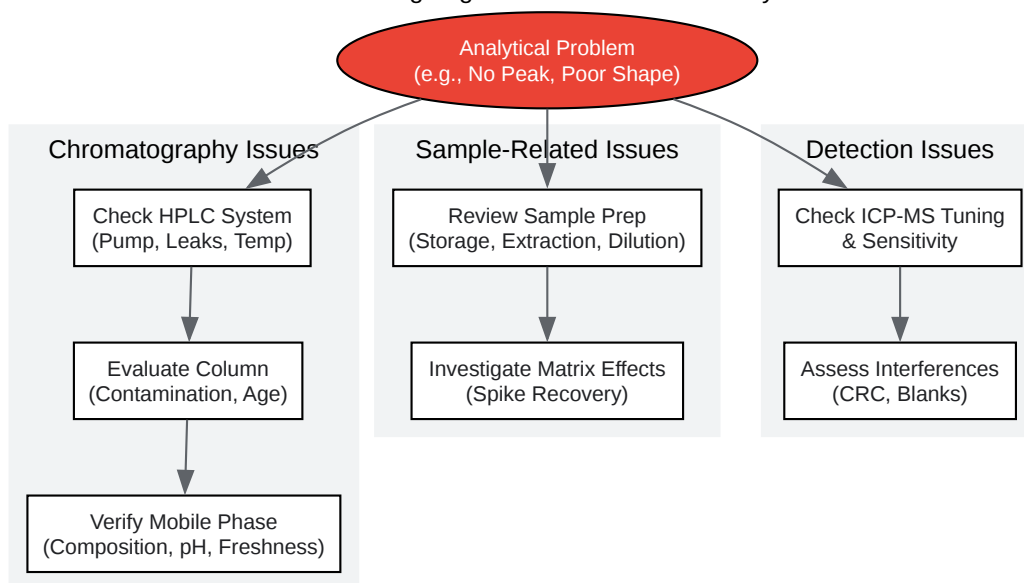 Analytical Problem
(e.g., No Peak, Poor Shape)
Chromatography Issues
Check HPLC System
(Pump, Leaks, Temp)
Evaluate Column
(Contamination, Age)
Verify Mobile Phase
(Composition, pH, Freshness)
Sample-Related Issues
Review Sample Prep
(Storage, Extraction, Dilution)
Investigate Matrix Effects
(Spike Recovery)
Detection Issues
Check ICP-MS Tuning
& Sensitivity
Assess Interferences
(CRC, Blanks)